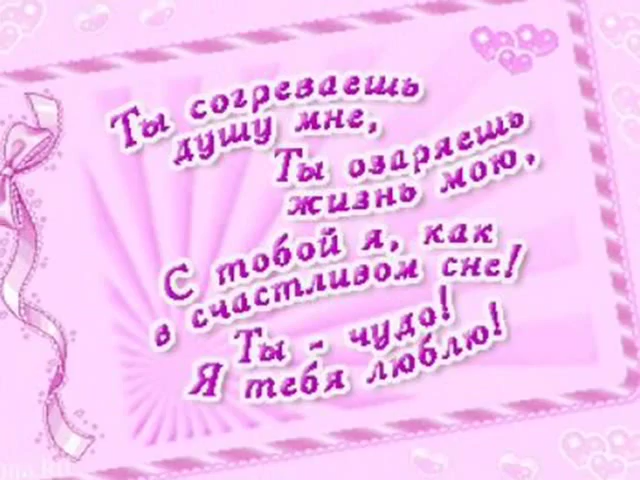 Ты согреваешь
душу мне,
Ты озаряешь
жизнь мою,
С тобой я, как
в счастливом сне!
Ты - чудо!
Я тебя люблю!